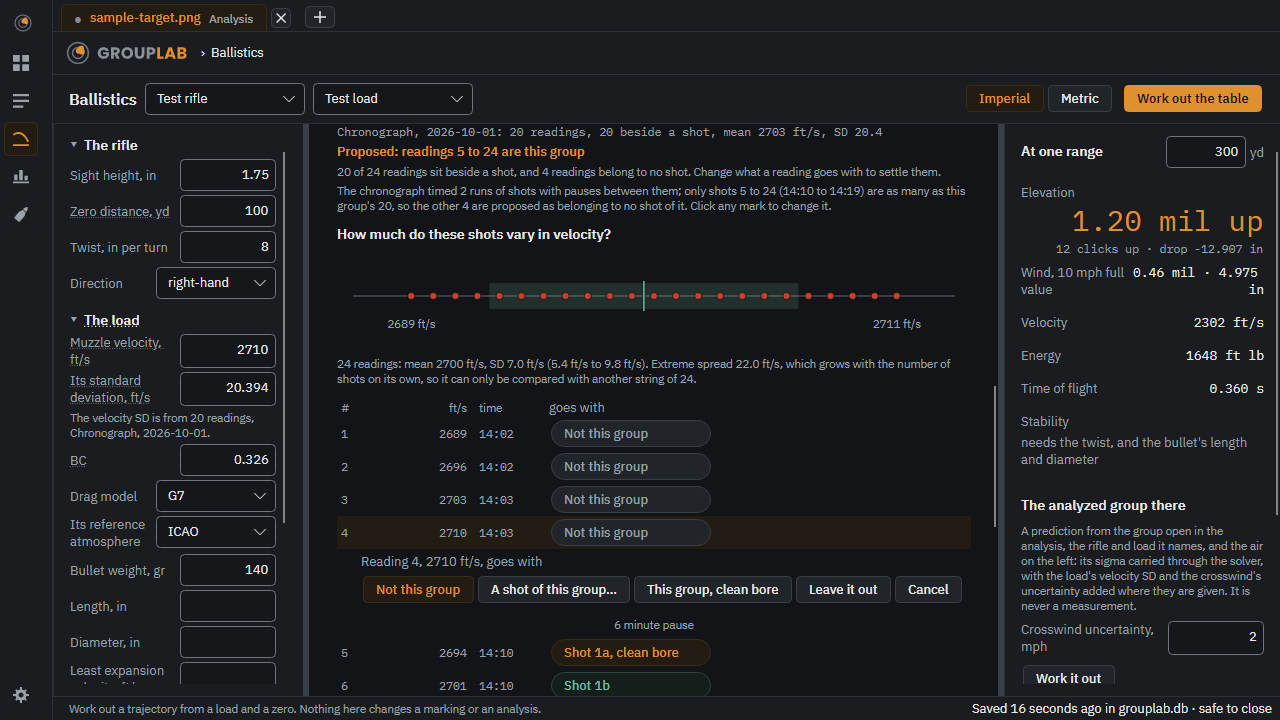 sample-target.png Analysis
GROUPLAB › Ballistics
Ballistics
Test rifle
Test load
Imperial
Metric
Work out the table
The rifle
Sight height, in 1.75
Zero distance, yd 100
Twist, in per turn 8
Direction right-hand
The load
Muzzle velocity,
ft/s
2710
Its standard
deviation, ft/s
20.394
The velocity SD is from 20 readings,
Chronograph, 2026-10-01.
BC 0.326
Drag model G7
Its reference
atmosphere
ICAO
Bullet weight, gr 140
Length, in
Diameter, in
Least expansion
Chronograph, 2026-10-01: 20 readings, 20 beside a shot, mean 2703 ft/s, SD 20.4
Proposed: readings 5 to 24 are this group
20 of 24 readings sit beside a shot, and 4 readings belong to no shot. Change what a reading goes with to settle them.
The chronograph timed 2 runs of shots with pauses between them; only shots 5 to 24 (14:10 to 14:19) are as many as this
group's 20, so the other 4 are proposed as belonging to no shot of it. Click any mark to change it.
How much do these shots vary in velocity?
2689 ft/s 2711 ft/s
24 readings: mean 2700 ft/s, SD 7.0 ft/s (5.4 ft/s to 9.8 ft/s). Extreme spread 22.0 ft/s, which grows with the number of
shots on its own, so it can only be compared with another string of 24.
# ft/s time goes with
1 2689 14:02 Not this group
2 2696 14:02 Not this group
3 2703 14:03 Not this group
4 2710 14:03 Not this group
Reading 4, 2710 ft/s, goes with
Not this group
A shot of this group...
This group, clean bore
Leave it out
Cancel
6 minute pause
5 2694 14:10 Shot 1a, clean bore
6 2701 14:10 Shot 1b
At one range 300 yd
Elevation
1.20 mil up
12 clicks up · drop -12.907 in
Wind, 10 mph full 0.46 mil · 4.975
value in
Velocity 2302 ft/s
Energy 1648 ft lb
Time of flight 0.360 s
Stability
needs the twist, and the bullet's length
and diameter
The analyzed group there
A prediction from the group open in the
analysis, the rifle and load it names, and the air
on the left: its sigma carried through the solver,
with the load's velocity SD and the crosswind's
uncertainty added where they are given. It is
never a measurement.
Crosswind uncertainty,
mph
2
Work it out
Work out a trajectory from a load and a zero. Nothing here changes a marking or an analysis.
Saved 16 seconds ago in grouplab.db · safe to close